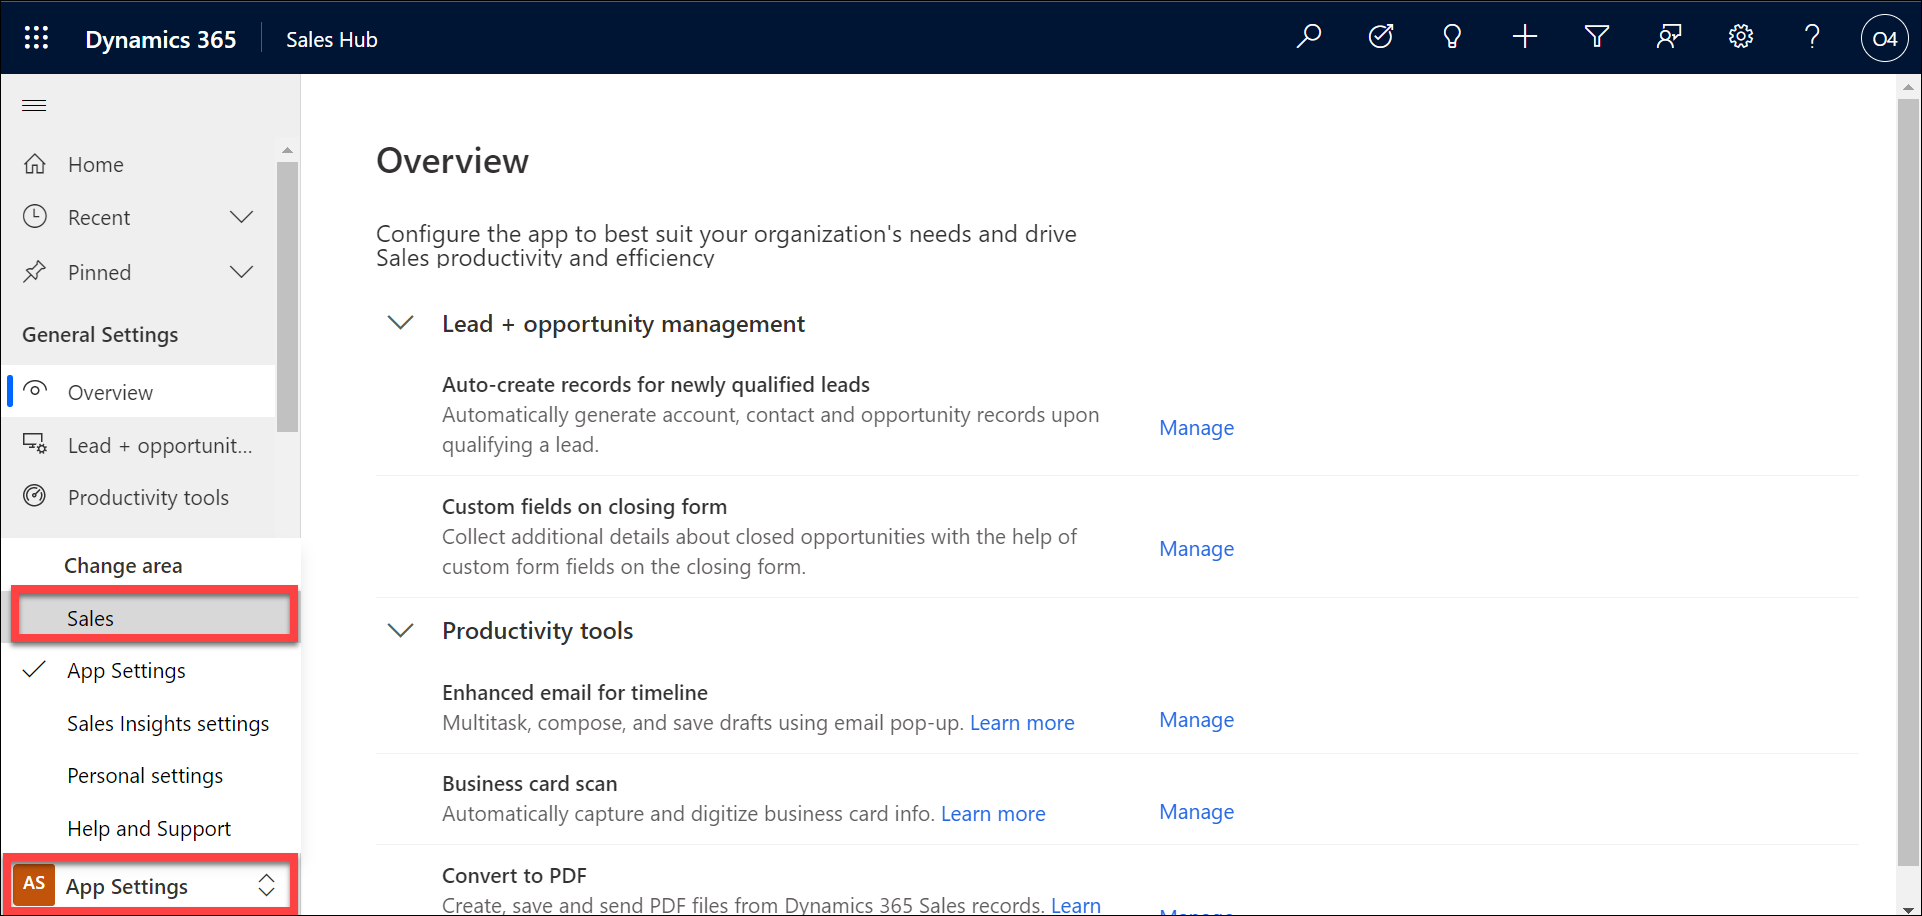 Dynamics 365
Sales Hub
O4
Home
Recent
Pinned
General Settings
Overview
Lead + opportunit...
Productivity tools
Change area
Sales
App Settings
Sales Insights settings
Personal settings
Help and Support
AS App Settings
Overview
Configure the app to best suit your organization's needs and drive
Sales productivity and efficiency
Lead + opportunity management
Auto-create records for newly qualified leads
Automatically generate account, contact and opportunity records upon
qualifying a lead.
Manage
Custom fields on closing form
Collect additional details about closed opportunities with the help of
custom form fields on the closing form.
Manage
Productivity tools
Enhanced email for timeline
Multitask, compose, and save drafts using email pop-up. Learn more
Manage
Business card scan
Automatically capture and digitize business card info. Learn more
Manage
Convert to PDF
Create, save and send PDF files from Dynamics 365 Sales records. Learn
Manage